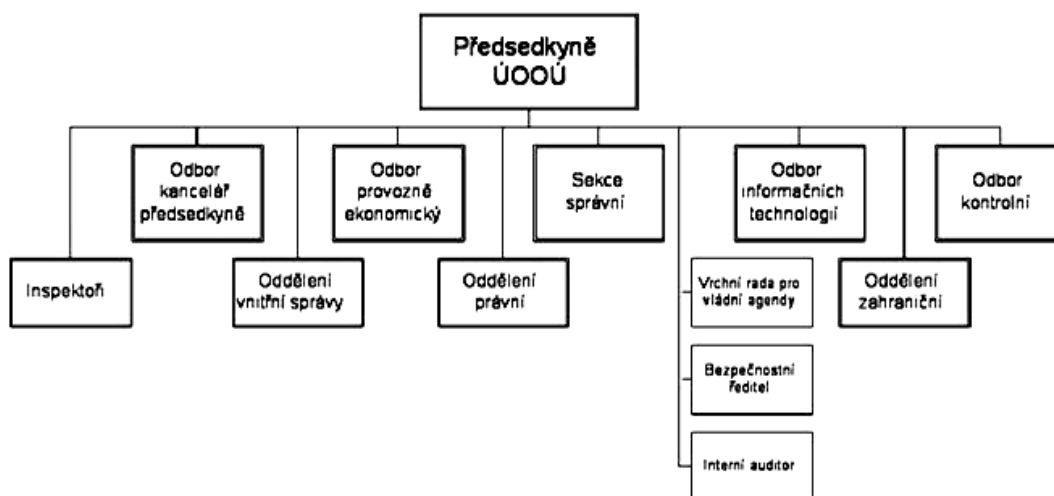 Předsedkyně
ÚOOÚ
Odbor
kancelář
předsedkyně
Odbor
provozně
ekonomický
Sekce
správní
Odbor
informačních
technologií
Odbor
kontrolní
Inspektoři
Oddělení
vnitřní správy
Oddělení
právní
Vrchní rada pro
vládní agendy
Oddělení
zahraniční
Bezpečnostní
ředitel
Interní auditor